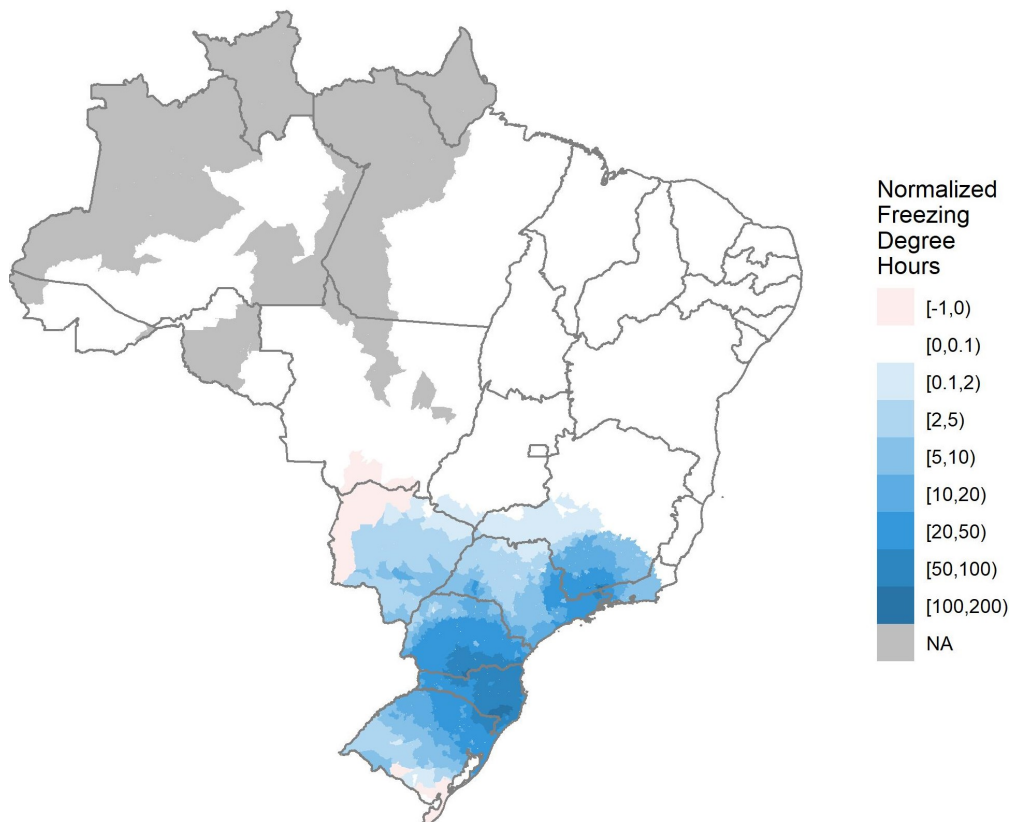 Normalized
Freezing
Degree
Hours
[-1,0)
[0,0.1)
[0.1,2)
[2,5)
[5,10)
[10,20)
[20,50)
[50,100)
[100,200)
NA